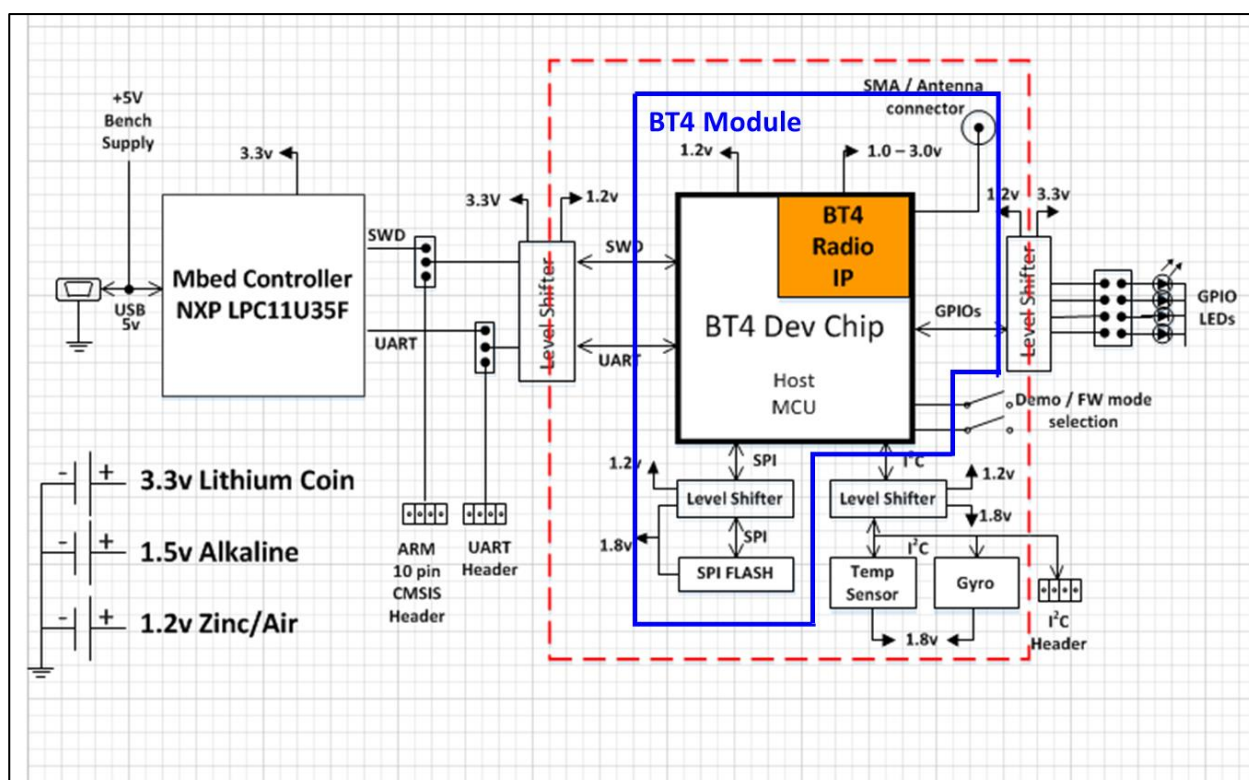 SMA / Antenna
connector
BT4 Module
+5V
Bench
Supply
3.3v
1.2v
1.0 – 3.0v
3.3V
1.2v
1.2v
3.3v
SWD
Mbed Controller
NXP LPC11U35F
USB
5v
UART
Level Shifter
SWD
UART
BT4
Radio
IP
BT4 Dev Chip
Host
MCU
GPIOs
Level Shifter
GPIO
LEDs
Demo / FW mode
selection
SPI
I²C
1.2v
Level Shifter
1.8v
SPI
SPI FLASH
Level Shifter
1.2v
1.8v
I²C
Temp
Sensor
Gyro
1.8v
I²C
Header
ARM
10 pin
CMSIS
Header
UART
Header
- + 3.3v Lithium Coin
- + 1.5v Alkaline
- + 1.2v Zinc/Air